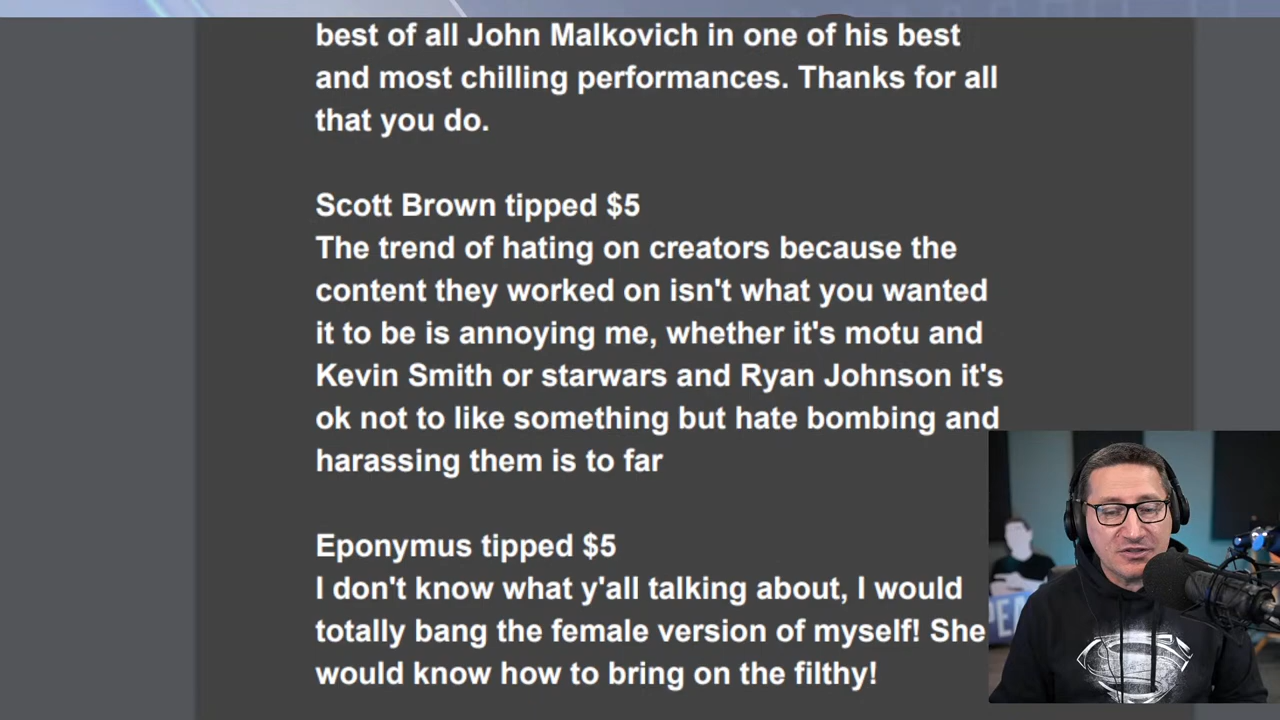 best of all John Malkovich in one of his best
and most chilling performances. Thanks for all
that you do.
Scott Brown tipped $5
The trend of hating on creators because the
content they worked on isn't what you wanted
it to be is annoying me, whether it's motu and
Kevin Smith or starwars and Ryan Johnson it's
ok not to like something but hate bombing and
harassing them is to far
Eponymus tipped $5
I don't know what y'all talking about, I would
totally bang the female version of myself! She
would know how to bring on the filthy!